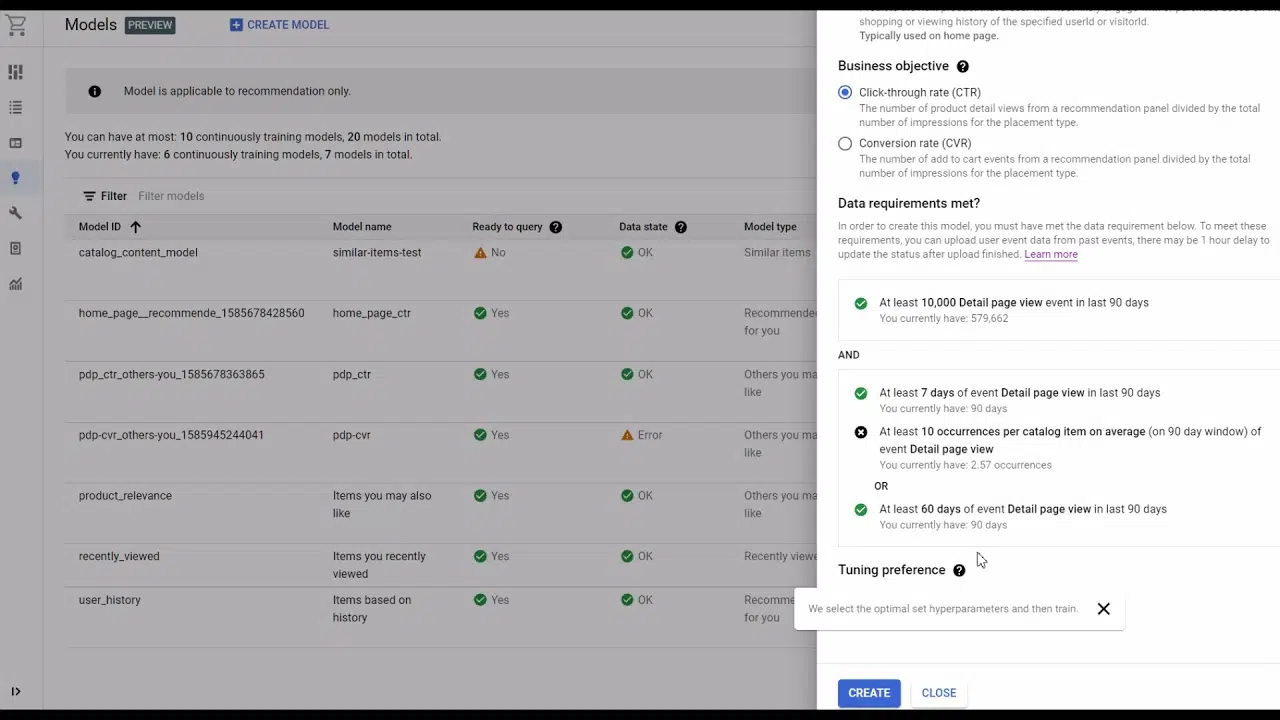 Models PREVIEW CREATE MODEL
Model is applicable to recommendation only.
You can have at most: 10 continuously training models, 20 models in total.
You currently have: 6 continuously training models, 7 models in total.
Filter Filter models
Model ID Model name Ready to query Data state Model type
catalog_content_model similar-items-test No OK Similar items
home_page__recommende_1585678428560 home_page_ctr Yes OK Recommended
for you
pdp_ctr_others-you_1585678363865 pdp_ctr Yes OK Others you may
like
pdp-cvr_others-you_1585945244041 pdp-cvr Yes Error Others you may
like
product_relevance Items you may also Yes OK Others you may
like like
recently_viewed Items you recently Yes OK Recently viewed
viewed
user_history Items based on Yes OK Recomme
history for you
shopping or viewing history of the specified userId or visitorId.
Typically used on home page.
Business objective
Click-through rate (CTR)
The number of product detail views from a recommendation panel divided by the total
number of impressions for the placement type.
Conversion rate (CVR)
The number of add to cart events from a recommendation panel divided by the total
number of impressions for the placement type.
Data requirements met?
In order to create this model, you must have met the data requirement below. To meet these
requirements, you can upload user event data from past events, there may be 1 hour delay to
update the status after upload finished. Learn more
At least 10,000 Detail page view event in last 90 days
You currently have: 579,662
AND
At least 7 days of event Detail page view in last 90 days
You currently have: 90 days
At least 10 occurrences per catalog item on average (on 90 day window) of
event Detail page view
You currently have: 2.57 occurrences
OR
At least 60 days of event Detail page view in last 90 days
You currently have: 90 days
Tuning preference
We select the optimal set hyperparameters and then train.
CREATE CLOSE